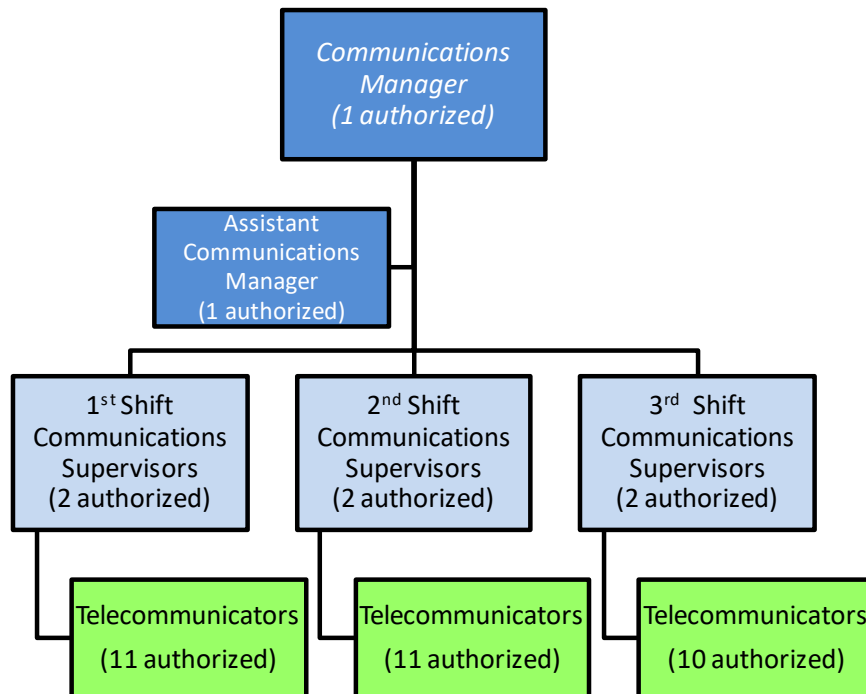 Communications
Manager
(1 authorized)
Assistant
Communications
Manager
(1 authorized)
1st Shift
Communications
Supervisors
(2 authorized)
2nd Shift
Communications
Supervisors
(2 authorized)
3rd Shift
Communications
Supervisors
(2 authorized)
Telecommunicators
(11 authorized)
Telecommunicators
(11 authorized)
Telecommunicators
(10 authorized)